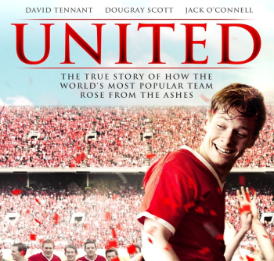 DAVID TENNANT DOUGRAY SCOTT JACK O'CONNELL
UNITED
THE TRUE STORY OF HOW THE
WORLD'S MOST POPULAR TEAM
ROSE FROM THE ASHES